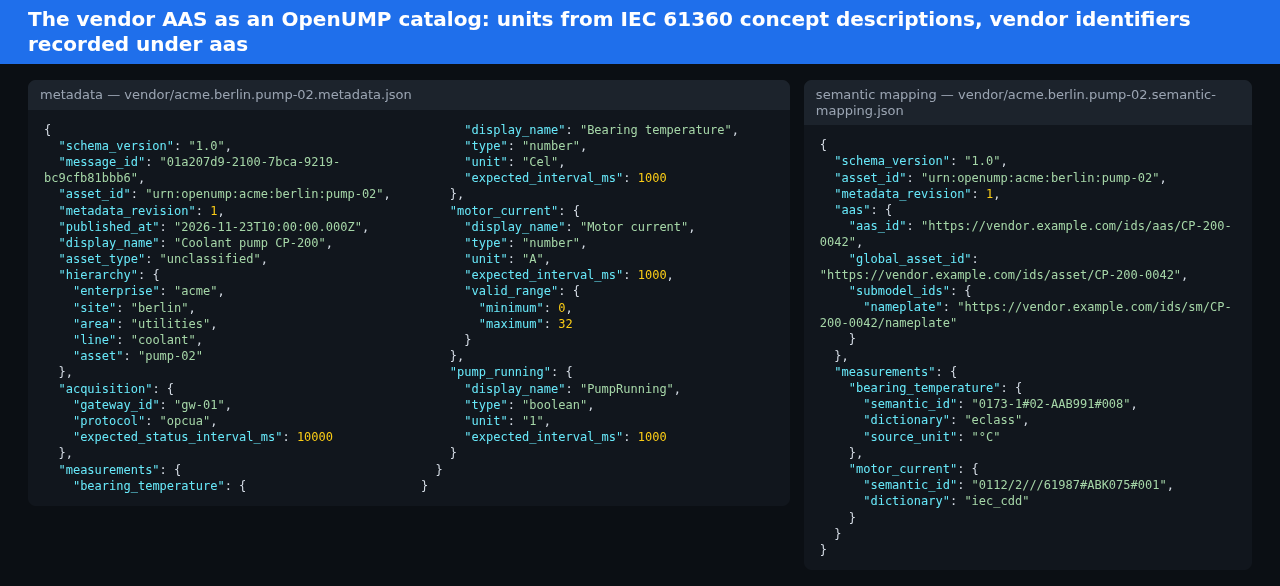 The vendor AAS as an OpenUMP catalog: units from IEC 61360 concept descriptions, vendor identifiers
recorded under aas
metadata — vendor/acme.berlin.pump-02.metadata.json
{
  "schema_version": "1.0",
  "message_id": "01a207d9-2100-7bca-9219-
bc9cfb81bbb6",
  "asset_id": "urn:openump:acme:berlin:pump-02",
  "metadata_revision": 1,
  "published_at": "2026-11-23T10:00:00.000Z",
  "display_name": "Coolant pump CP-200",
  "asset_type": "unclassified",
  "hierarchy": {
    "enterprise": "acme",
    "site": "berlin",
    "area": "utilities",
    "line": "coolant",
    "asset": "pump-02"
  },
  "acquisition": {
    "gateway_id": "gw-01",
    "protocol": "opcua",
    "expected_status_interval_ms": 10000
  },
  "measurements": {
    "bearing_temperature": {
      "display_name": "Bearing temperature",
      "type": "number",
      "unit": "Cel",
      "expected_interval_ms": 1000
    },
    "motor_current": {
      "display_name": "Motor current",
      "type": "number",
      "unit": "A",
      "expected_interval_ms": 1000,
      "valid_range": {
        "minimum": 0,
        "maximum": 32
      }
    },
    "pump_running": {
      "display_name": "PumpRunning",
      "type": "boolean",
      "unit": "1",
      "expected_interval_ms": 1000
    }
  }
}
semantic mapping — vendor/acme.berlin.pump-02.semantic-
mapping.json
{
  "schema_version": "1.0",
  "asset_id": "urn:openump:acme:berlin:pump-02",
  "metadata_revision": 1,
  "aas": {
    "aas_id": "https://vendor.example.com/ids/aas/CP-200-
0042",
    "global_asset_id":
"https://vendor.example.com/ids/asset/CP-200-0042",
    "submodel_ids": {
      "nameplate": "https://vendor.example.com/ids/sm/CP-
200-0042/nameplate"
    }
  },
  "measurements": {
    "bearing_temperature": {
      "semantic_id": "0173-1#02-AAB991#008",
      "dictionary": "eclass",
      "source_unit": "°C"
    },
    "motor_current": {
      "semantic_id": "0112/2///61987#ABK075#001",
      "dictionary": "iec_cdd"
    }
  }
}